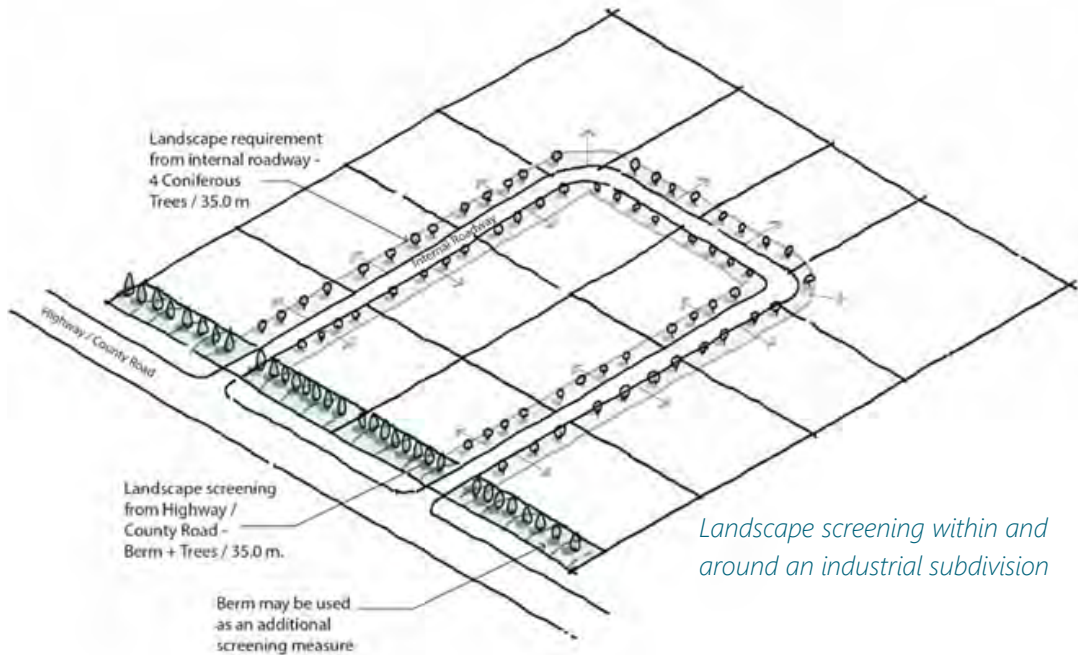 Landscape requirement
from internal roadway -
4 Coniferous
Trees / 35.0 m
Internal Roadway
Highway / County Road
Landscape screening
from Highway /
County Road -
Berm + Trees / 35.0 m.
Landscape screening within and
around an industrial subdivision
Berm may be used
as an additional
screening measure